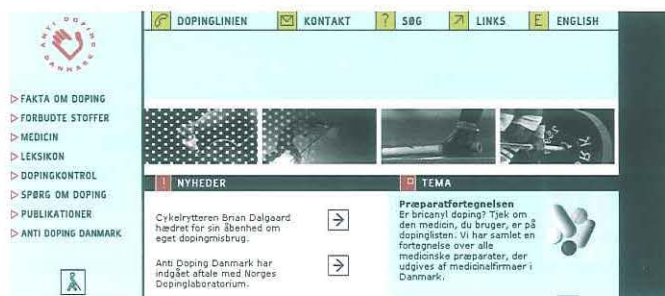 DOPINGLINIEN
KONTAKT
? SØG
LINKS
E ENGLISH
ANTI DOPING DANMARK
FAKTA OM DOPING
FORBUDTE STOFFER
MEDICIN
LEKSIKON
DOPINGKONTROL
SPØRG OM DOPING
PUBLIKATIONER
ANTI DOPING DANMARK
! NYHEDER
Cykelrytteren Brian Dalgaard
hædret for sin åbenhed om
eget dopingmisbrug.
Anti Doping Danmark har
indgået aftale med Norges
Dopinglaboratorium.
TEMA
Præparatfortegnelsen
Er bricanyl doping? Tjek om
den medicin, du bruger, er på
dopinglisten. Vi har samlet en
fortegnelse over alle
medicinske præparater, der
udgives af medicinalfirmaer i
Danmark.